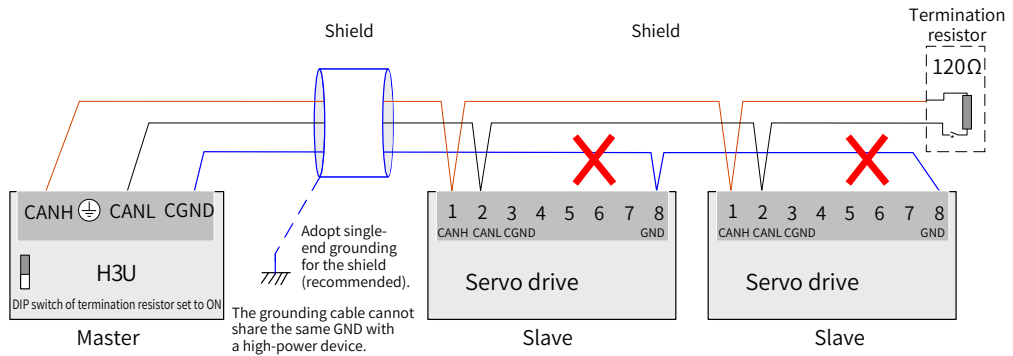 Shield
Shield
Termination
resistor
120Ω
CANH CANL CGND
H3U
DIP switch of termination resistor set to ON
Master
Adopt single-
end grounding
for the shield
(recommended).
The grounding cable cannot
share the same GND with
a high-power device.
1 2 3 4 5 6 7 8
CANH CANL CGND GND
Servo drive
Slave
1 2 3 4 5 6 7 8
CANH CANL CGND GND
Servo drive
Slave